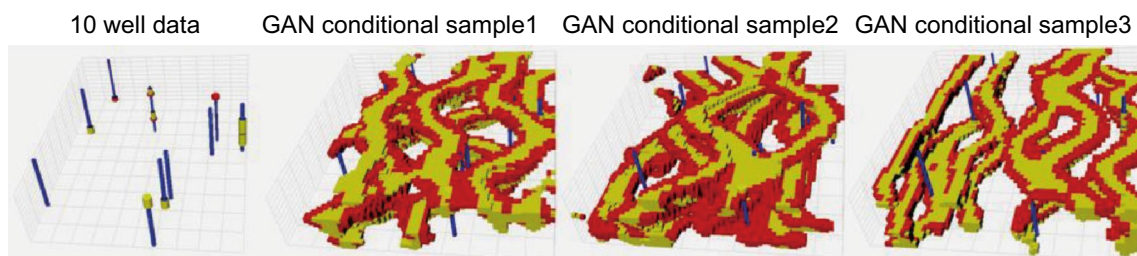 10 well data
GAN conditional sample1
GAN conditional sample2
GAN conditional sample3